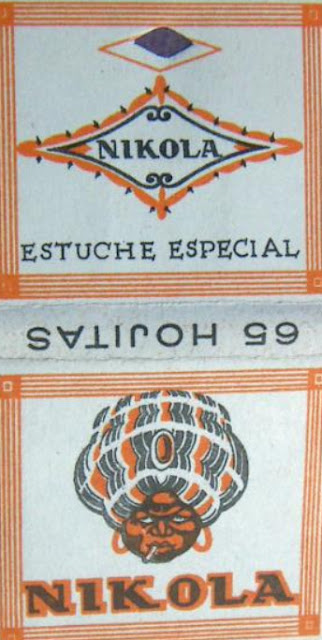 NIKOLA
ESTUCHE ESPECIAL
65 HOJITAS
NIKOLA